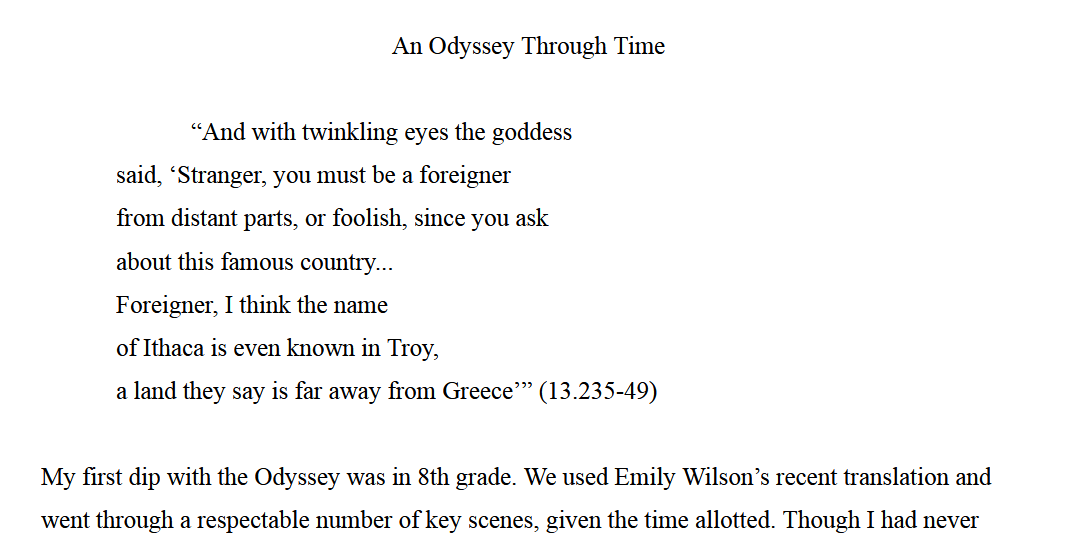 An Odyssey Through Time
“And with twinkling eyes the goddess
said, ‘Stranger, you must be a foreigner
from distant parts, or foolish, since you ask
about this famous country...
Foreigner, I think the name
of Ithaca is even known in Troy,
a land they say is far away from Greece’” (13.235-49)
My first dip with the Odyssey was in 8th grade. We used Emily Wilson’s recent translation and
went through a respectable number of key scenes, given the time allotted. Though I had never